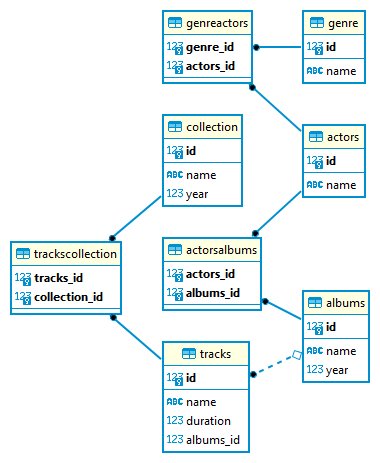 genreactors
123 genre_id
123 actors_id
genre
123 id
ABC name
collection
123 id
ABC name
123 year
actors
123 id
ABC name
trackscollection
123 tracks_id
123 collection_id
actorsalbums
123 actors_id
123 albums_id
albums
123 id
ABC name
123 year
tracks
123 id
ABC name
123 duration
123 albums_id